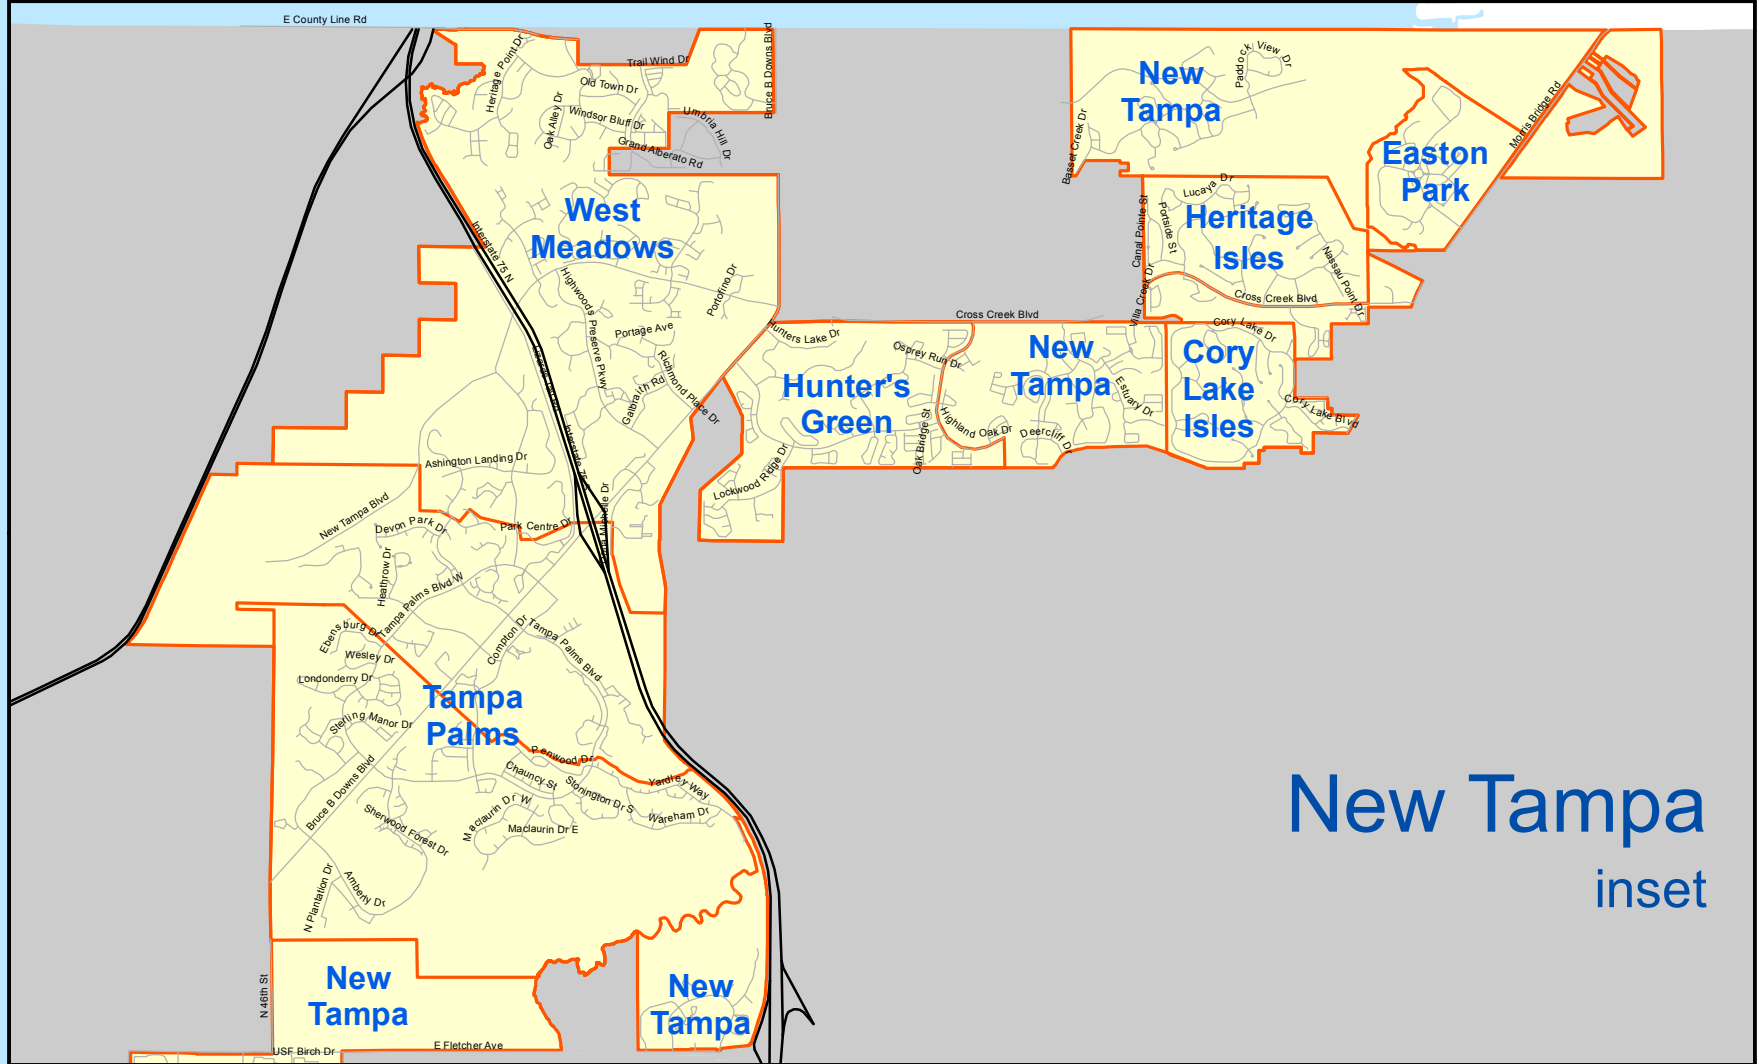 E County Line Rd
Heritage Point Dr
Trail Wind Dr
Old Town Dr
Oak Alley Dr
Windsor Bluff Dr
Umbria Hill Dr
Grand Alberato Rd
Bruce B Downs Blvd
West
Meadows
Interstate 75 N
Highwoods Preserve Pkwy
Portofino Dr
Portage Ave
Richmond Place Dr
Galbraith Rd
Interstate 75 S
Ashington Landing Dr
New Tampa Blvd
Devon Park Dr
Park Centre Dr
Heathrow Dr
Tampa Palms Blvd W
Compton Dr
Tampa Palms Blvd
Ebensburg Dr
Wesley Dr
Londonderry Dr
Sterling Manor Dr
Tampa
Palms
Penwood Dr
Yardley Way
Chauncy St
Stonington Dr S
Wareham Dr
Maclaurin Dr W
Maclaurin Dr E
Bruce B Downs Blvd
Sherwood Forest Dr
Amberly Dr
N Plantation Dr
N 46th St
New
Tampa
New
Tampa
USF Birch Dr
E Fletcher Ave
New
Tampa
Paddock View Dr
Basset Creek Dr
Morris Bridge Rd
Easton
Park
Lucaya Dr
Portside St
Canal Pointe St
Heritage
Isles
Nassau Point Dr
Villa Creek Dr
Cross Creek Blvd
Cross Creek Blvd
Hunters Lake Dr
Osprey Run Dr
Hunter's
Green
Oak Bridge St
Highland Oak Dr
Lockwood Ridge Dr
New
Tampa
Estuary Dr
Deercliff Dr
Cory Lake Dr
Cory
Lake
Isles
Cory Lake Blvd
New Tampa
inset